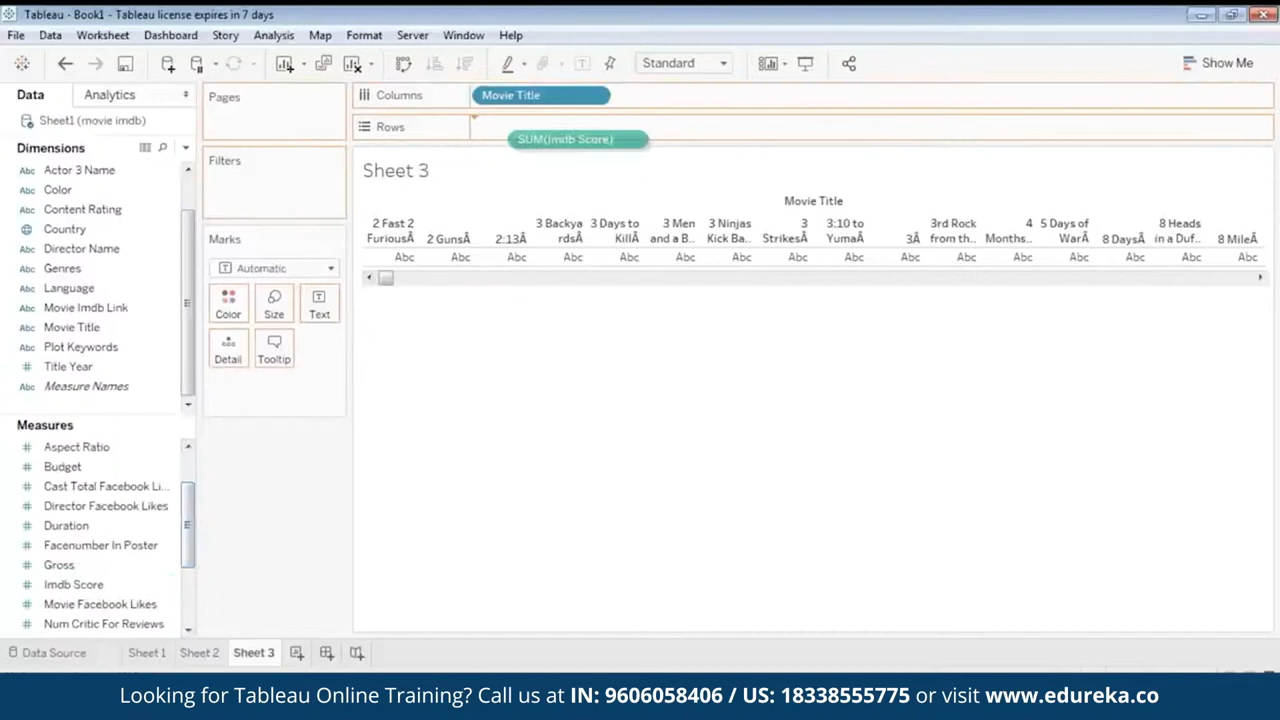 Tableau - Book1 - Tableau license expires in 7 days
File Data Worksheet Dashboard Story Analysis Map Format Server Window Help
Standard
Show Me
Data Analytics
Sheet1 (movie imdb)
Dimensions
Actor 3 Name
Color
Content Rating
Country
Director Name
Genres
Language
Movie Imdb Link
Movie Title
Plot Keywords
Title Year
Measure Names
Measures
Aspect Ratio
Budget
Cast Total Facebook Li...
Director Facebook Likes
Duration
Facenumber In Poster
Gross
Imdb Score
Movie Facebook Likes
Num Critic For Reviews
Pages
Filters
Marks
Automatic
Color Size Text
Detail Tooltip
Columns Movie Title
Rows
SUM(Imdb Score)
Sheet 3
Movie Title
2 Fast 2 3 Backya 3 Days to 3 Men 3 Ninjas 3 3:10 to 3rd Rock 4 5 Days of 8 Heads
FuriousÂ 2 GunsÂ 2:13Â rdsÂ KillÂ and a B.. Kick Ba.. StrikesÂ YumaÂ 3Â from th.. Months.. WarÂ 8 DaysÂ in a Duf.. 8 MileÂ
Abc Abc Abc Abc Abc Abc Abc Abc Abc Abc Abc Abc Abc Abc Abc Abc
Data Source Sheet 1 Sheet 2 Sheet 3
Looking for Tableau Online Training? Call us at IN: 9606058406 / US: 18338555775 or visit www.edureka.co